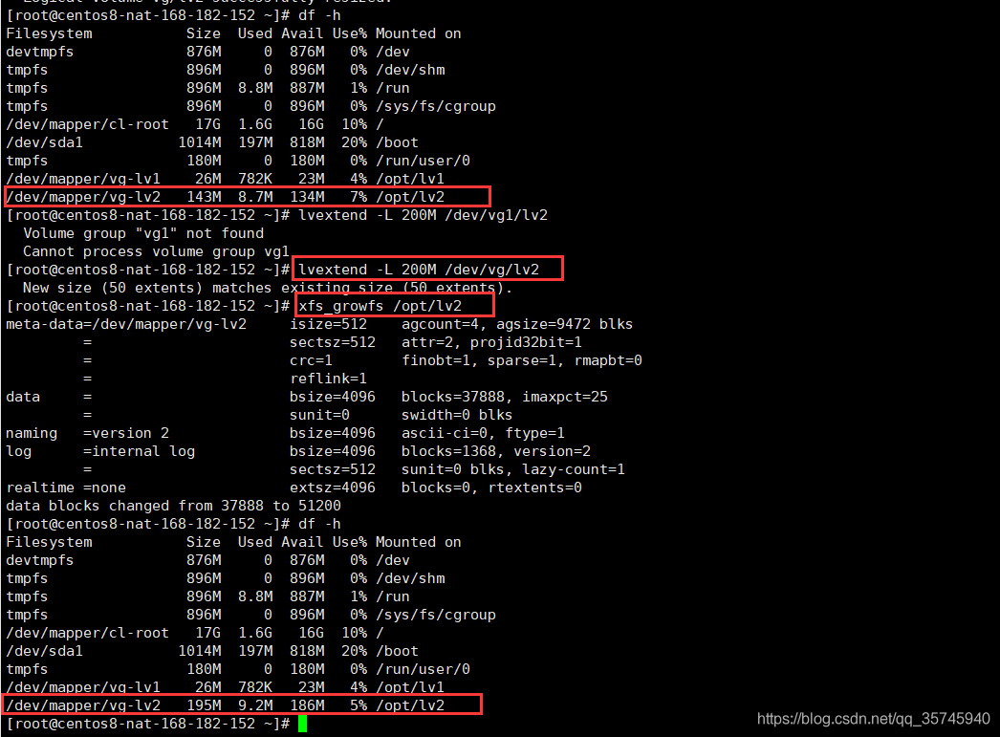 Logical volume vg/lv2 successfully resized.
[root@centos8-nat-168-182-152 ~]# df -h
Filesystem           Size  Used Avail Use% Mounted on
devtmpfs             876M     0  876M   0% /dev
tmpfs                896M     0  896M   0% /dev/shm
tmpfs                896M  8.8M  887M   1% /run
tmpfs                896M     0  896M   0% /sys/fs/cgroup
/dev/mapper/cl-root   17G  1.6G   16G  10% /
/dev/sda1           1014M  197M  818M  20% /boot
tmpfs                180M     0  180M   0% /run/user/0
/dev/mapper/vg-lv1    26M  782K   23M   4% /opt/lv1
/dev/mapper/vg-lv2   143M  8.7M  134M   7% /opt/lv2
[root@centos8-nat-168-182-152 ~]# lvextend -L 200M /dev/vg1/lv2
  Volume group "vg1" not found
  Cannot process volume group vg1
[root@centos8-nat-168-182-152 ~]# lvextend -L 200M /dev/vg/lv2
  New size (50 extents) matches existing size (50 extents).
[root@centos8-nat-168-182-152 ~]# xfs_growfs /opt/lv2
meta-data=/dev/mapper/vg-lv2     isize=512    agcount=4, agsize=9472 blks
         =                       sectsz=512   attr=2, projid32bit=1
         =                       crc=1        finobt=1, sparse=1, rmapbt=0
         =                       reflink=1
data     =                       bsize=4096   blocks=37888, imaxpct=25
         =                       sunit=0      swidth=0 blks
naming   =version 2              bsize=4096   ascii-ci=0, ftype=1
log      =internal log           bsize=4096   blocks=1368, version=2
         =                       sectsz=512   sunit=0 blks, lazy-count=1
realtime =none                   extsz=4096   blocks=0, rtextents=0
data blocks changed from 37888 to 51200
[root@centos8-nat-168-182-152 ~]# df -h
Filesystem           Size  Used Avail Use% Mounted on
devtmpfs             876M     0  876M   0% /dev
tmpfs                896M     0  896M   0% /dev/shm
tmpfs                896M  8.8M  887M   1% /run
tmpfs                896M     0  896M   0% /sys/fs/cgroup
/dev/mapper/cl-root   17G  1.6G   16G  10% /
/dev/sda1           1014M  197M  818M  20% /boot
tmpfs                180M     0  180M   0% /run/user/0
/dev/mapper/vg-lv1    26M  782K   23M   4% /opt/lv1
/dev/mapper/vg-lv2   195M  9.2M  186M   5% /opt/lv2
[root@centos8-nat-168-182-152 ~]#
https://blog.csdn.net/qq_35745940